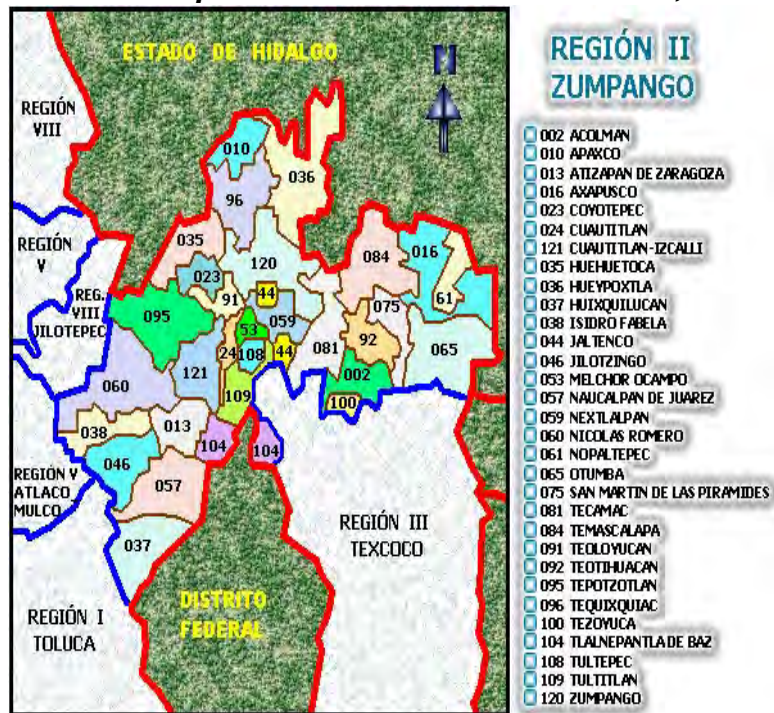 ESTADO DE HIDALGO
N
REGIÓN
VIII
010
036
96
REGIÓN
V
035
084
016
023
120
REG.
VIII
JILOTEPEC
91
44
075
61
095
059
53
92
24
108
44
081
065
121
002
060
109
100
038
013
104
104
046
REGIÓN V
ATLACO
MULCO
057
REGIÓN III
TEXCOCO
037
DISTRITO
FEDERAL
REGIÓN I
TOLUCA
REGIÓN II
ZUMPANGO
002 ACOLMAN
010 APAXCO
013 ATIZAPAN DE ZARAGOZA
016 AXAPUSCO
023 COYOTEPEC
024 CUAUTITLAN
121 CUAUTITLAN-IZCALLI
035 HUEHUETOCA
036 HUEYPOXTLA
037 HUIXQUILUCAN
038 ISIDRO FABELA
044 JALTENCO
046 JILOTZINGO
053 MELCHOR OCAMPO
057 NAUCALPAN DE JUAREZ
059 NEXTLALPAN
060 NICOLAS ROMERO
061 NOPALTEPEC
065 OTUMBA
075 SAN MARTIN DE LAS PIRAMIDES
081 TECAMAC
084 TEMASCALAPA
091 TEOLOYUCAN
092 TEOTIHUACAN
095 TEPOTZOTLAN
096 TEQUIXQUIAC
100 TEZOYUCA
104 TLALNEPANTLA DE BAZ
108 TULTEPEC
109 TULTITLAN
120 ZUMPANGO